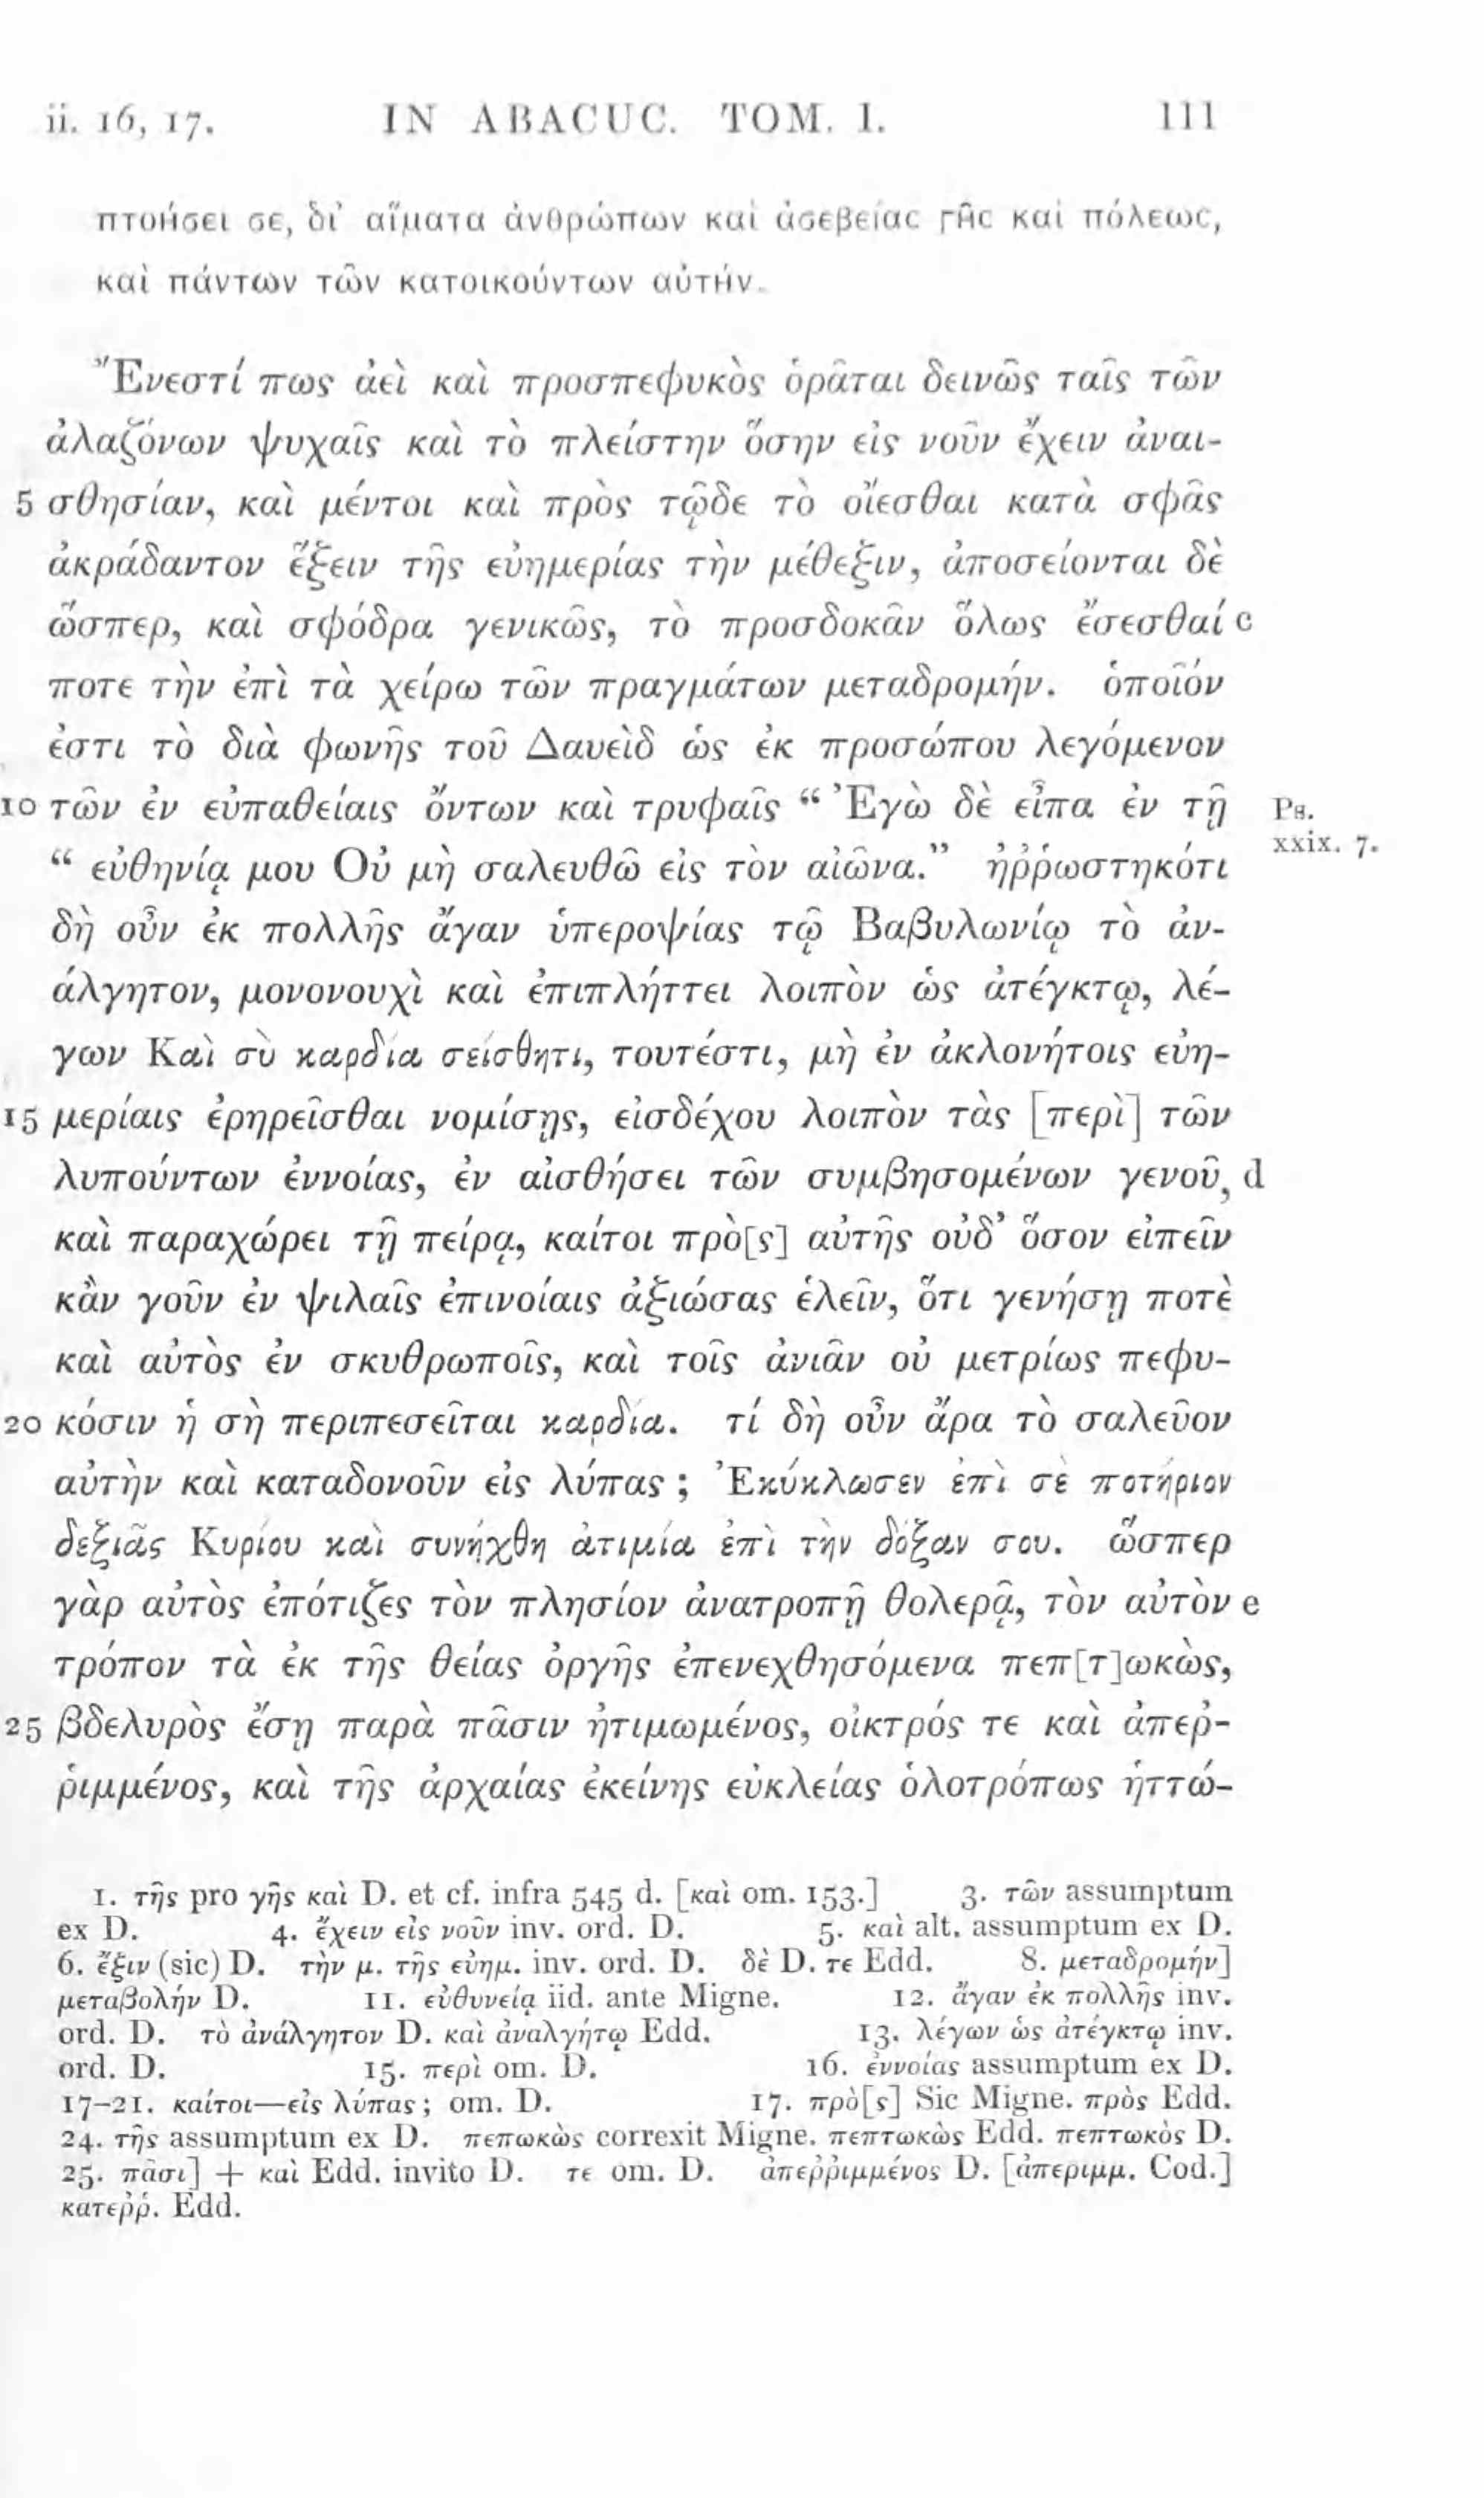 ii. 16, 17. IN ABACUC. TOM. I. 111
πτοήσει σε, δι᾽ αἵματα ἀνθρώπων καὶ ἀσεβείας γῆς καὶ πόλεως,
καὶ πάντων τῶν κατοικούντων αὐτήν.
Ἔνεστί πως ἀεὶ καὶ προσπεφυκὸς ὁρᾶται δεινῶς ταῖς τῶν
ἀλαζόνων ψυχαῖς καὶ τὸ πλείστην ὅσην εἰς νοῦν ἔχειν ἀναι-
5 σθησίαν, καὶ μέντοι καὶ πρὸς τῷδε τὸ οἴεσθαι κατὰ σφᾶς
ἀκράδαντον ἕξειν τῆς εὐημερίας τὴν μέθεξιν, ἀποσείονται δὲ
ὥσπερ, καὶ σφόδρα γενικῶς, τὸ προσδοκᾶν ὅλως ἔσεσθαί c
ποτε τὴν ἐπὶ τὰ χείρω τῶν πραγμάτων μεταδρομήν. ὁποῖόν
ἐστι τὸ διὰ φωνῆς τοῦ Δαυεὶδ ὡς ἐκ προσώπου λεγόμενον
10 τῶν ἐν εὐπαθείαις ὄντων καὶ τρυφαῖς “ Ἐγὼ δὲ εἶπα ἐν τῇ Ps.
“ εὐθηνίᾳ μου Οὐ μὴ σαλευθῶ εἰς τὸν αἰῶνα.” ἠῤῥωστηκότι xxix. 7.
δὴ οὖν ἐκ πολλῆς ἄγαν ὑπεροψίας τῷ Βαβυλωνίῳ τὸ ἀν-
άλγητον, μονονουχὶ καὶ ἐπιπλήττει λοιπὸν ὡς ἀτέγκτῳ, λέ-
γων Καὶ σὺ καρδία σείσθητι, τουτέστι, μὴ ἐν ἀκλονήτοις εὐη-
15 μερίαις ἐρηρεῖσθαι νομίσῃς, εἰσδέχου λοιπὸν τὰς [περὶ] τῶν
λυπούντων ἐννοίας, ἐν αἰσθήσει τῶν συμβησομένων γενοῦ, d
καὶ παραχώρει τῇ πείρᾳ, καίτοι πρὸ[ς] αὐτῆς οὐδ᾽ ὅσον εἰπεῖν
κἂν γοῦν ἐν ψιλαῖς ἐπινοίαις ἀξιώσας ἑλεῖν, ὅτι γενήσῃ ποτὲ
καὶ αὐτὸς ἐν σκυθρωποῖς, καὶ τοῖς ἀνιᾶν οὐ μετρίως πεφυ-
20 κόσιν ἡ σὴ περιπεσεῖται καρδία. τί δὴ οὖν ἄρα τὸ σαλεῦον
αὐτὴν καὶ καταδονοῦν εἰς λύπας ; Ἐκύκλωσεν ἐπὶ σὲ ποτήριον
δεξιᾶς Κυρίου καὶ συνήχθη ἀτιμία ἐπὶ τὴν δόξαν σου. ὥσπερ
γὰρ αὐτὸς ἐπότιζες τὸν πλησίον ἀνατροπῇ θολερᾷ, τὸν αὐτὸν e
τρόπον τὰ ἐκ τῆς θείας ὀργῆς ἐπενεχθησόμενα πεπ[τ]ωκὼς,
25 βδελυρὸς ἔσῃ παρὰ πᾶσιν ἠτιμωμένος, οἰκτρός τε καὶ ἀπεῤ-
ῥιμμένος, καὶ τῆς ἀρχαίας ἐκείνης εὐκλείας ὁλοτρόπως ἡττώ-
1. τῆς pro γῆς καὶ D. et cf. infra 545 d. [καὶ om. 153.] 3. τῶν assumptum
ex D. 4. ἔχειν εἰς νοῦν inv. ord. D. 5. καὶ alt. assumptum ex D.
6. ἔξιν (sic) D. τὴν μ. τῆς εὐημ. inv. ord. D. δὲ D. τε Edd. 8. μεταδρομήν]
μεταβολήν D. 11. εὐθυνείᾳ iid. ante Migne. 12. ἄγαν ἐκ πολλῆς inv.
ord. D. τὸ ἀνάλγητον D. καὶ ἀναλγήτῳ Edd. 13. λέγων ὡς ἀτέγκτῳ inv.
ord. D. 15. περὶ om. D. 16. ἐννοίας assumptum ex D.
17-21. καίτοι—εἰς λύπας ; om. D. 17. πρὸ[ς] Sic Migne. πρὸς Edd.
24. τῆς assumptum ex D. πεπωκὼς correxit Migne. πεπτωκὼς Edd. πεπτωκὸς D.
25. πᾶσι] + καὶ Edd. invito D. τε om. D. ἀπεῤῥιμμένος D. [ἀπεριμμ. Cod.]
κατεῤῥ. Edd.